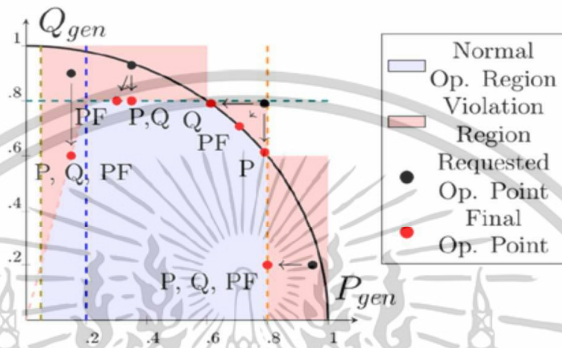 Q_gen
1
.8
.6
.4
.2
PF
P,Q
Q
PF
P, Q, PF
P
P, Q, PF
P_gen
.2
.4
.6
.8
1
Normal
Op. Region
Violation
Region
Requested
Op. Point
Final
Op. Point